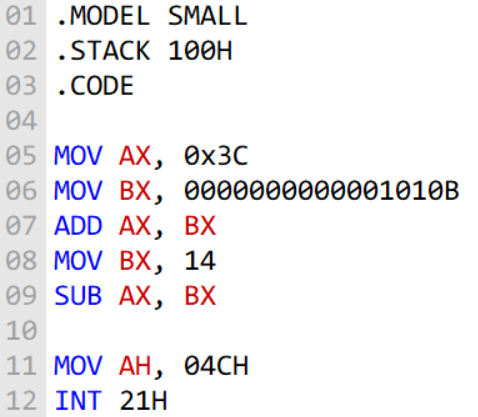 01 .MODEL SMALL
02 .STACK 100H
03 .CODE
04
05 MOV AX, 0x3C
06 MOV BX, 0000000000001010B
07 ADD AX, BX
08 MOV BX, 14
09 SUB AX, BX
10
11 MOV AH, 04CH
12 INT 21H